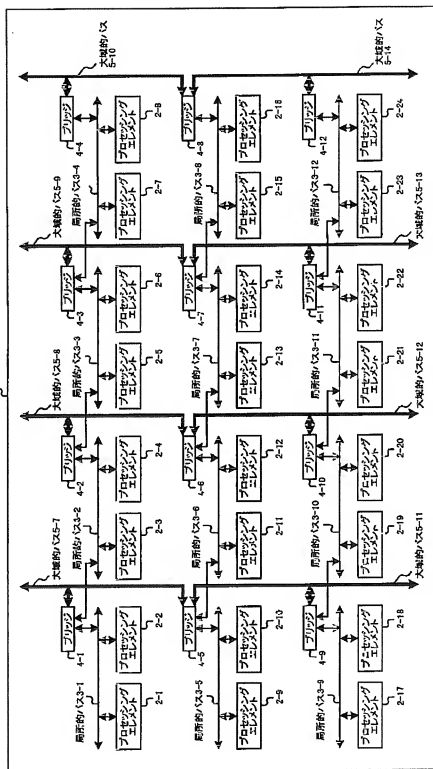 大域的バス5-7
大域的バス5-8
大域的バス5-9
大域的バス
5-10
ブリッジ
ブリッジ
ブリッジ
ブリッジ
4-1
4-2
4-3
4-4
局所的バス3-1
局所的バス3-2
局所的バス3-3
局所的バス3-4
プロセッシング
エレメント
プロセッシング
エレメント
プロセッシング
エレメント
プロセッシング
エレメント
プロセッシング
エレメント
プロセッシング
エレメント
プロセッシング
エレメント
プロセッシング
エレメント
2-1
2-2
2-3
2-4
2-5
2-6
2-7
2-8
ブリッジ
ブリッジ
ブリッジ
ブリッジ
4-5
4-6
4-7
4-8
局所的バス3-5
局所的バス3-6
局所的バス3-7
局所的バス3-8
プロセッシング
エレメント
プロセッシング
エレメント
プロセッシング
エレメント
プロセッシング
エレメント
プロセッシング
エレメント
プロセッシング
エレメント
プロセッシング
エレメント
プロセッシング
エレメント
2-9
2-10
2-11
2-12
2-13
2-14
2-15
2-16
ブリッジ
ブリッジ
ブリッジ
ブリッジ
4-9
4-10
4-11
4-12
局所的バス3-9
局所的バス3-10
局所的バス3-11
局所的バス3-12
プロセッシング
エレメント
プロセッシング
エレメント
プロセッシング
エレメント
プロセッシング
エレメント
プロセッシング
エレメント
プロセッシング
エレメント
プロセッシング
エレメント
プロセッシング
エレメント
2-17
2-18
2-19
2-20
2-21
2-22
2-23
2-24
大域的バス5-11
大域的バス5-12
大域的バス5-13
大域的バス
5-14